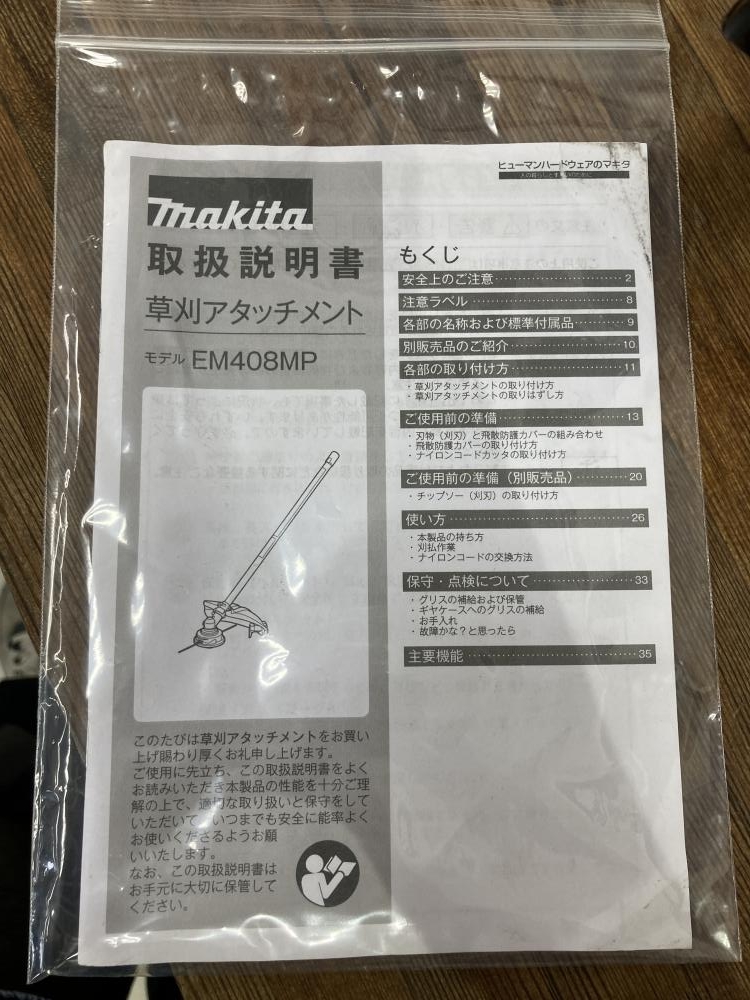 makita
取扱説明書
草刈アタッチメント
モデル EM408MP
このたびは草刈アタッチメントをお買い
上げ賜わり厚くお礼申し上げます。
ご使用に先立ち、この取扱説明書をよく
お読みいただき本製品の性能を十分ご理
解の上で、適切な取り扱いと保守をして
いただいて、いつまでも安全に能率よく
お使いくださるようお願
いいたします。
なお、この取扱説明書は
お手元に大切に保管して
ください。
ヒューマンハードウェアのマキタ
人の暮らしとすまいのために
もくじ
安全上のご注意 2
注意ラベル 8
各部の名称および標準付属品 9
別販売品のご紹介 10
各部の取り付け方 11
・草刈アタッチメントの取り付け方
・草刈アタッチメントの取りはずし方
ご使用前の準備 13
・刃物（刈刃）と飛散防護カバーの組み合わせ
・飛散防護カバーの取り付け方
・ナイロンコードカッタの取り付け方
ご使用前の準備（別販売品） 20
・チップソー（刈刃）の取り付け方
使い方 26
・本製品の持ち方
・刈払作業
・ナイロンコードの交換方法
保守・点検について 33
・グリスの補給および保管
・ギヤケースへのグリスの補給
・お手入れ
・故障かな？と思ったら
主要機能 35